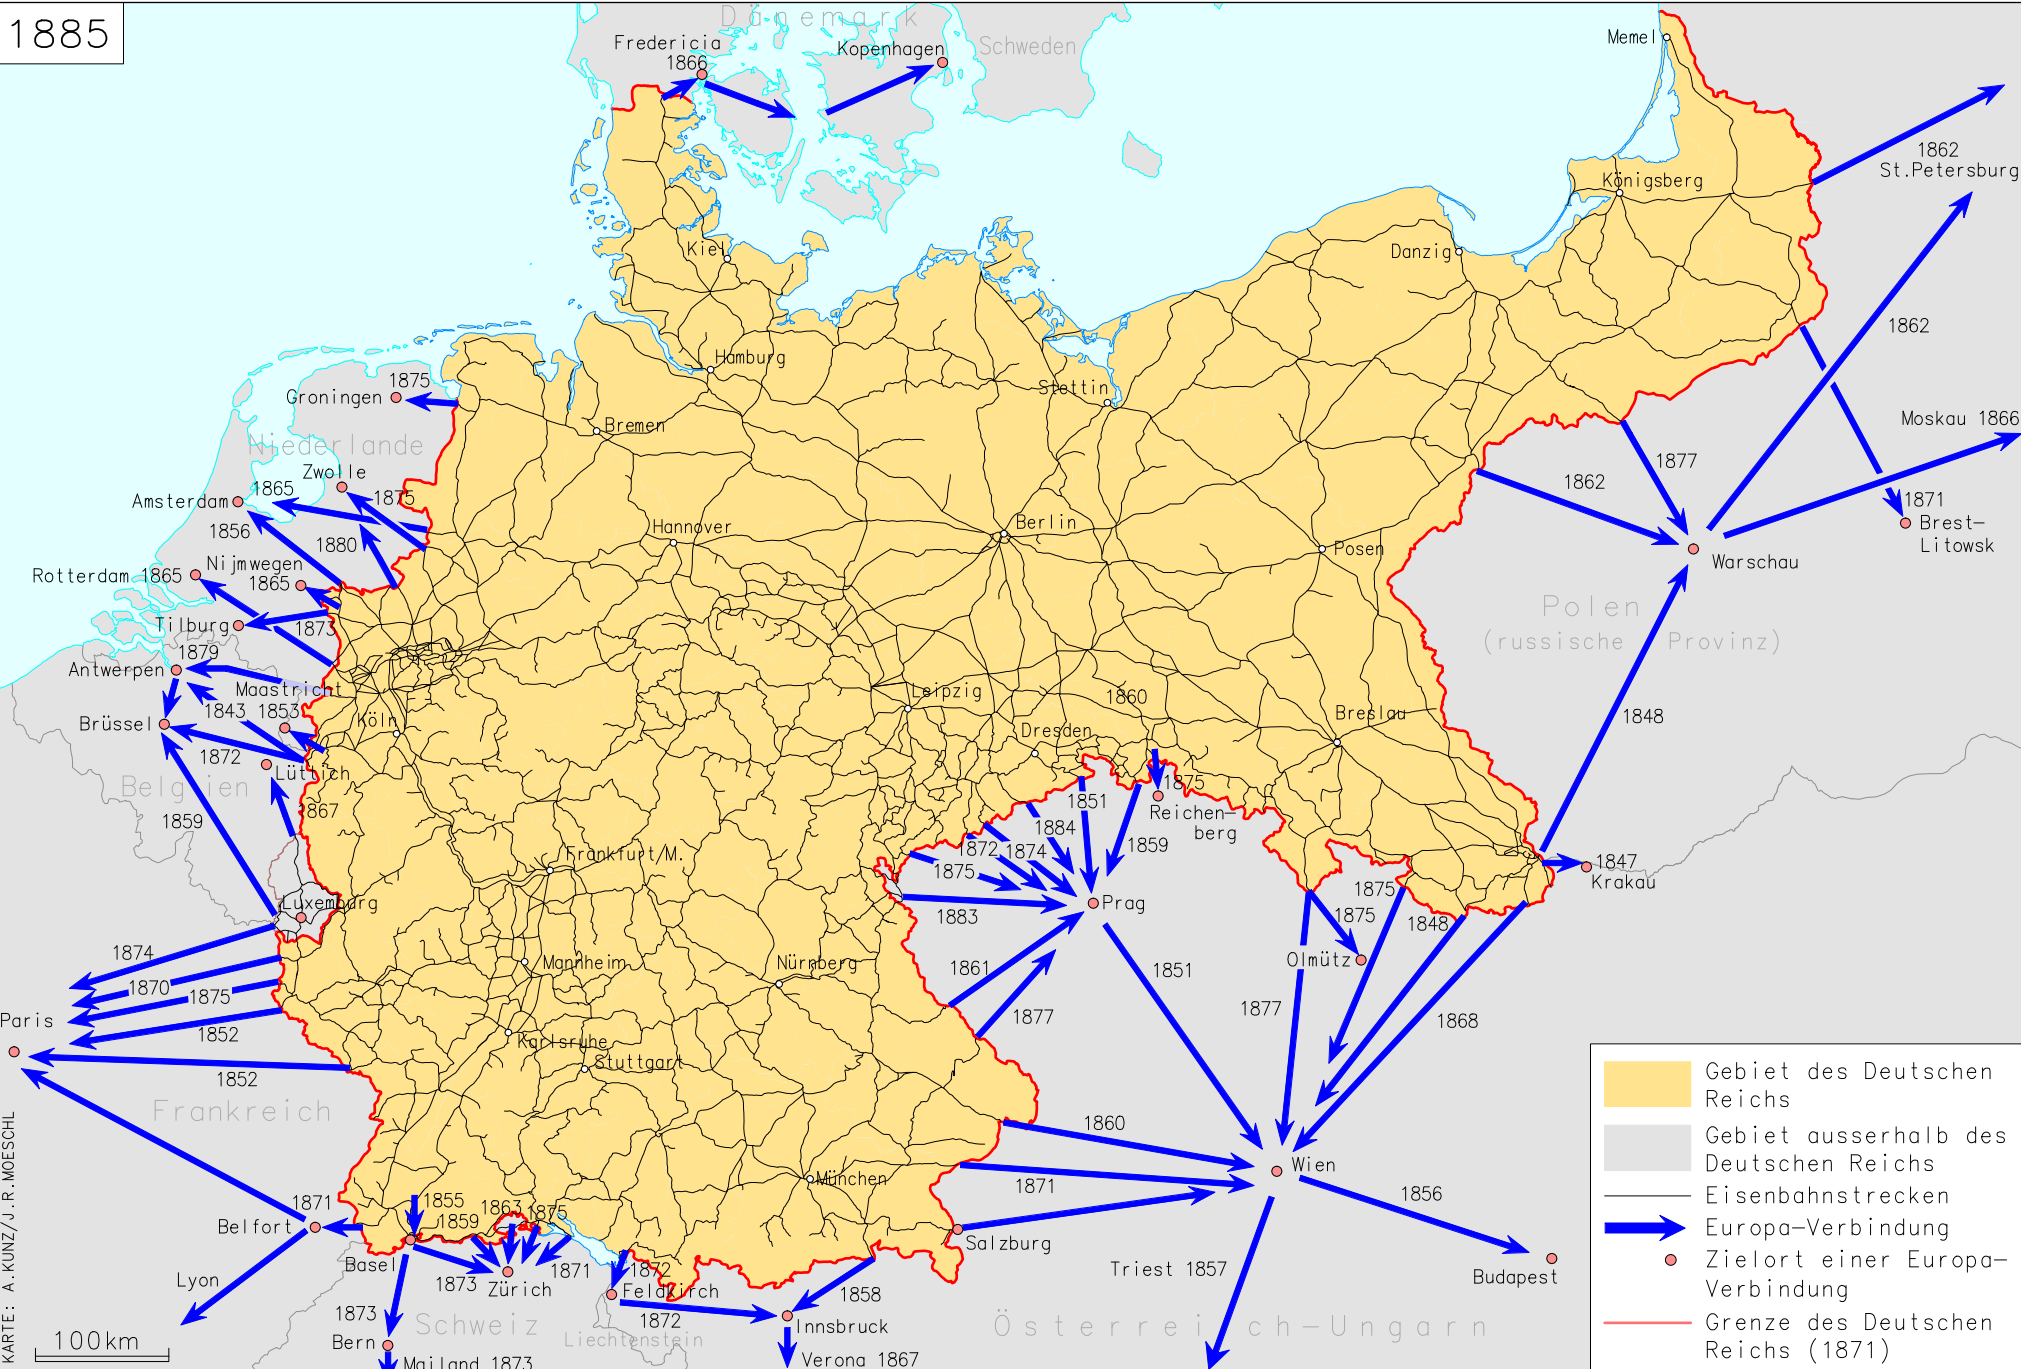 1885
Dänemark
Schweden
Fredericia
1866
Kopenhagen
Memel
1862
St.Petersburg
Königsberg
Kiel
Danzig
1862
Hamburg
Stettin
1875
Groningen
Bremen
Niederlande
Moskau 1866
Zwolle
1877
1862
Amsterdam
1865
1875
1871
Brest-
Litowsk
1856
1880
Hannover
Berlin
Posen
Warschau
Nijmwegen
Rotterdam 1865
1865
Polen
(russische Provinz)
Tilburg
1873
1879
Antwerpen
Maastricht
1843
1853
Brüssel
Köln
Leipzig
1860
Breslau
1848
1872
Dresden
Lüttich
Belgien
1867
1875
Reichen-
berg
1851
1859
1884
1859
1872
1874
1875
Frankfurt/M.
1847
Krakau
Luxemburg
1883
Prag
1875
1875
1848
1874
1870
1875
Mannheim
Nürnberg
1861
1851
Olmütz
1877
1868
Paris
1852
1877
Karlsruhe
Stuttgart
1852
Frankreich
1860
Wien
1871
München
1856
1871
1855
1863
1875
1859
Belfort
Salzburg
Basel
1873
Zürich
1871
1872
Feldkirch
Triest 1857
Budapest
Lyon
1873
1872
1858
Schweiz
Liechtenstein
Innsbruck
Österreich-Ungarn
Bern
Mailand 1873
Verona 1867
100km
KARTE: A.KUNZ/J.R.MOESCHL
Gebiet des Deutschen
Reichs
Gebiet ausserhalb des
Deutschen Reichs
Eisenbahnstrecken
Europa-Verbindung
Zielort einer Europa-
Verbindung
Grenze des Deutschen
Reichs (1871)